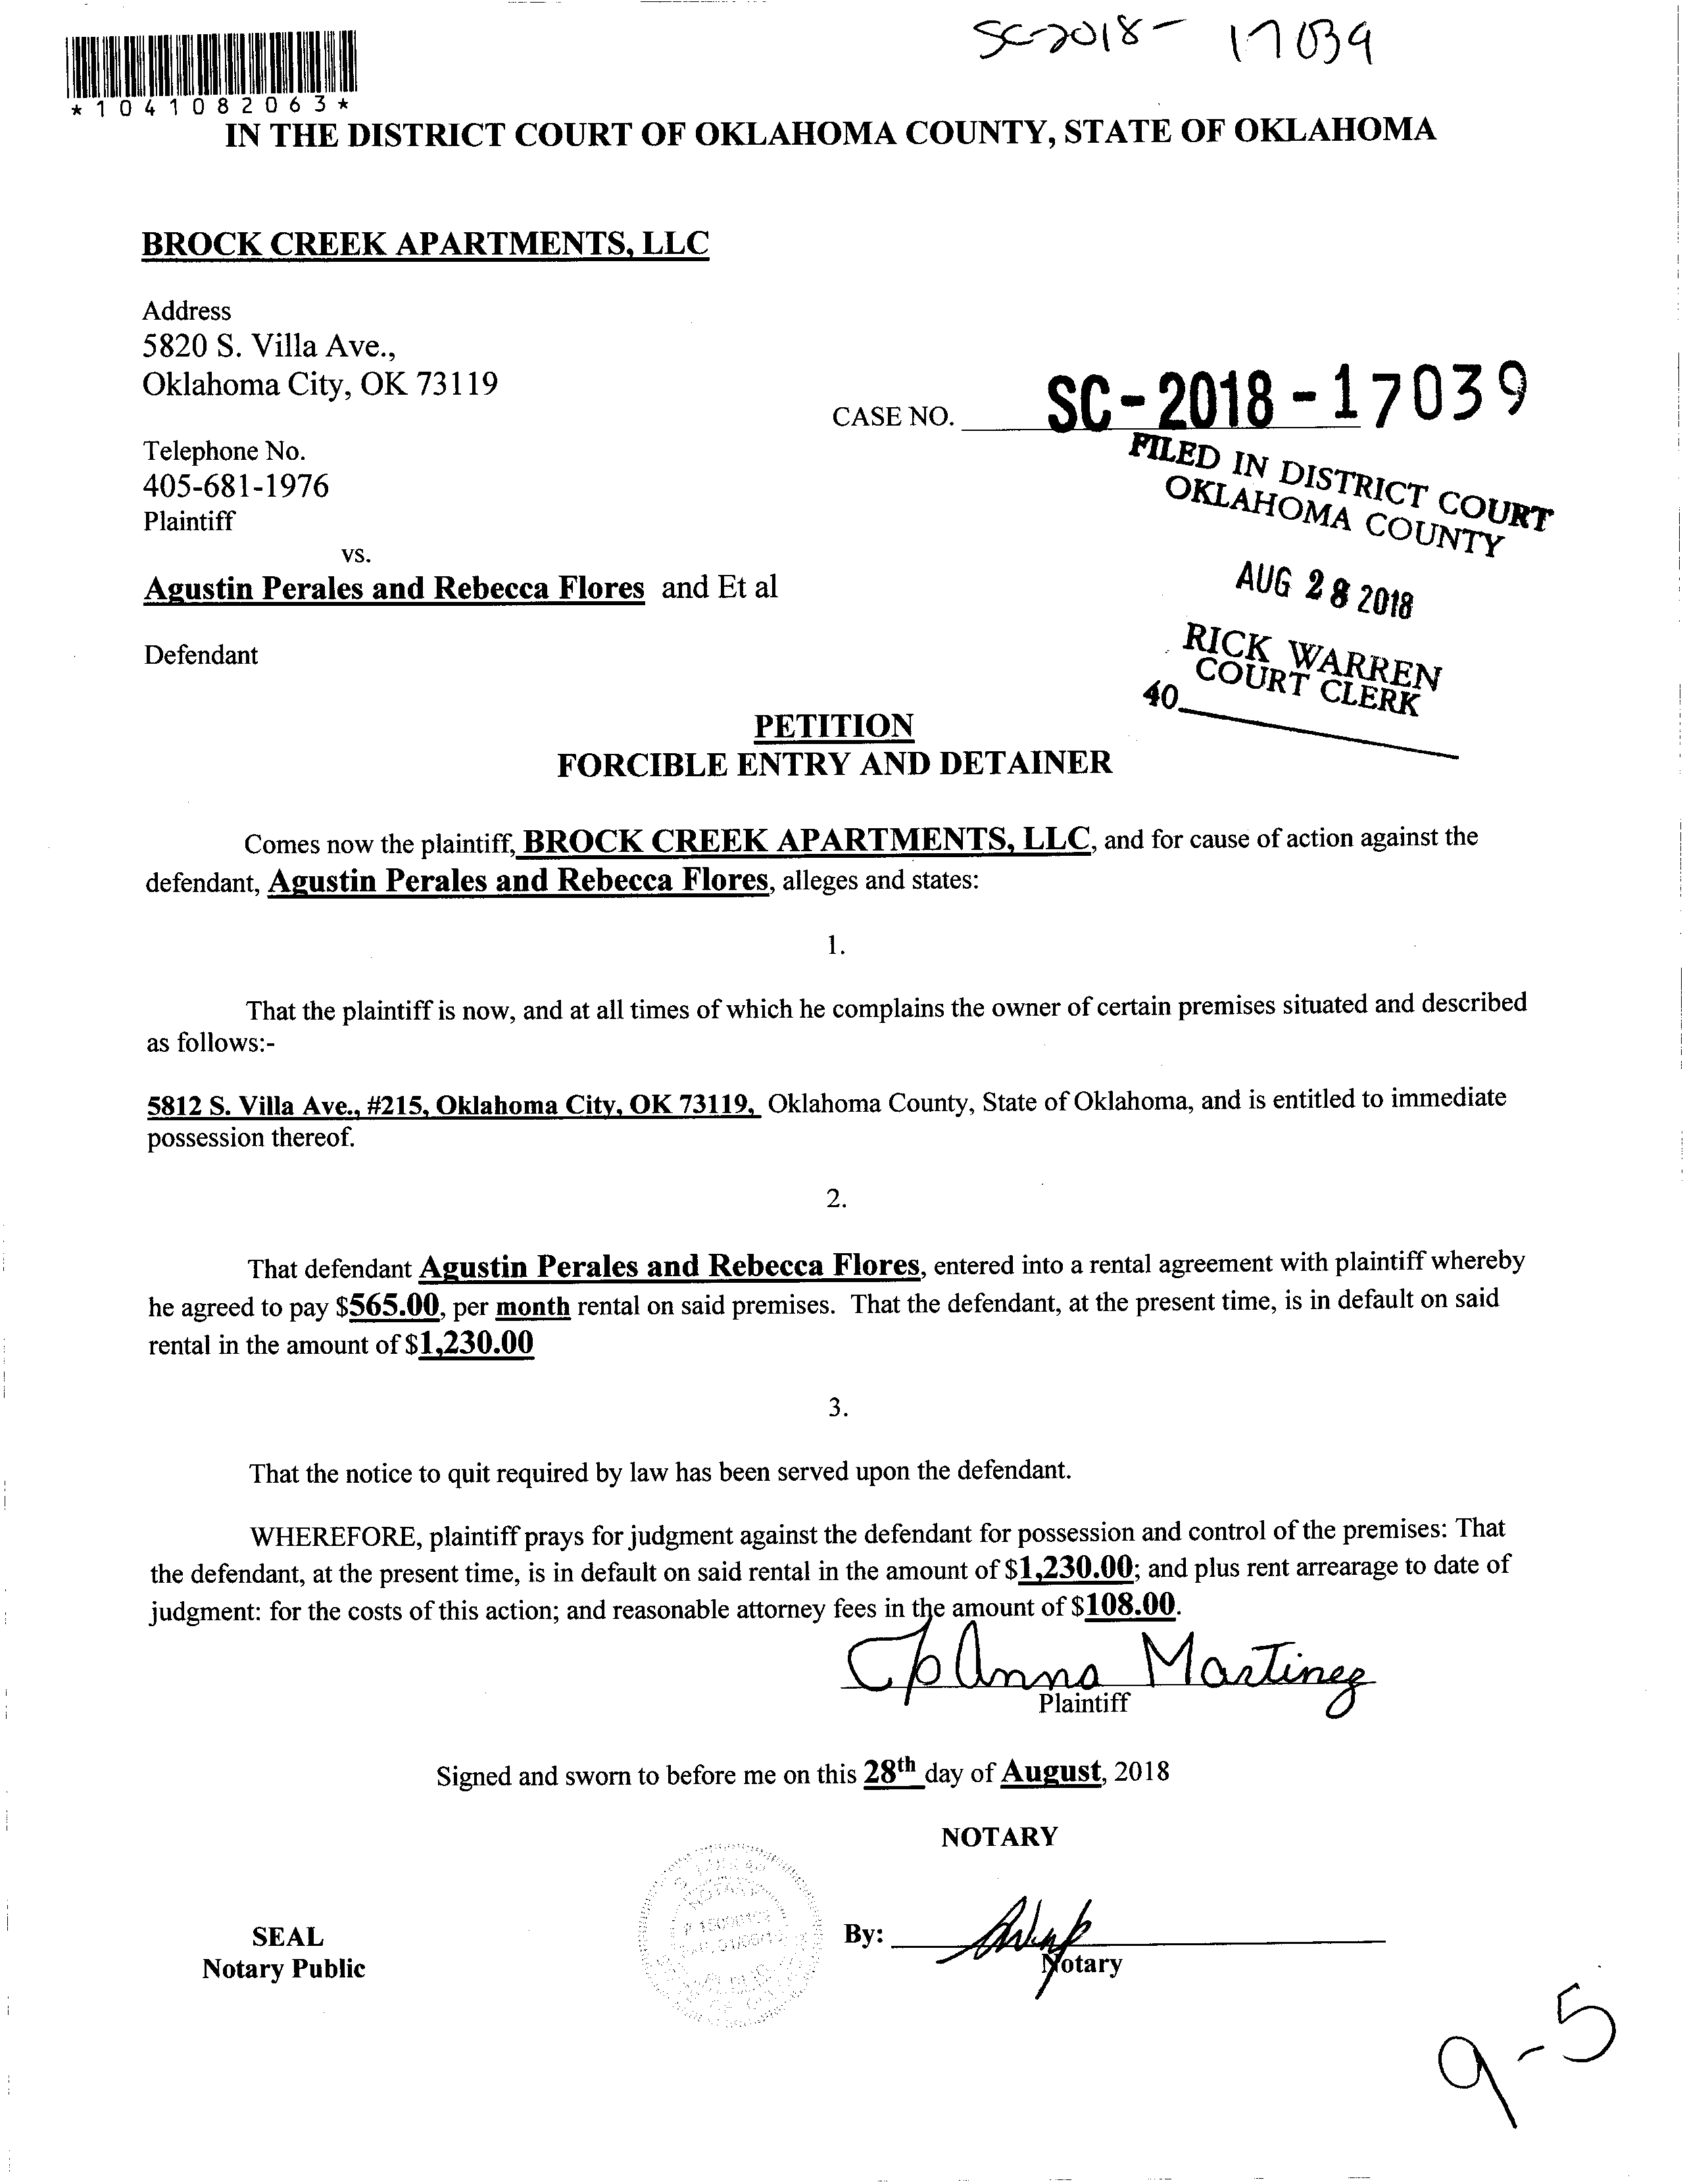 SC-2018- 17039
*1041082063*
IN THE DISTRICT COURT OF OKLAHOMA COUNTY, STATE OF OKLAHOMA
BROCK CREEK APARTMENTS, LLC
Address
5820 S. Villa Ave.,
Oklahoma City, OK 73119
CASE NO. SC-2018-17039
Telephone No.
405-681-1976
Plaintiff
vs.
Agustin Perales and Rebecca Flores and Et al
Defendant
FILED IN DISTRICT COURT
OKLAHOMA COUNTY
AUG 28 2018
RICK WARREN
COURT CLERK
40
PETITION
FORCIBLE ENTRY AND DETAINER
Comes now the plaintiff, BROCK CREEK APARTMENTS, LLC, and for cause of action against the
defendant, Agustin Perales and Rebecca Flores, alleges and states:
1.
That the plaintiff is now, and at all times of which he complains the owner of certain premises situated and described
as follows:-
5812 S. Villa Ave., #215, Oklahoma City, OK 73119, Oklahoma County, State of Oklahoma, and is entitled to immediate
possession thereof.
2.
That defendant Agustin Perales and Rebecca Flores, entered into a rental agreement with plaintiff whereby
he agreed to pay $565.00, per month rental on said premises. That the defendant, at the present time, is in default on said
rental in the amount of $1,230.00
3.
That the notice to quit required by law has been served upon the defendant.
WHEREFORE, plaintiff prays for judgment against the defendant for possession and control of the premises: That
the defendant, at the present time, is in default on said rental in the amount of $1,230.00; and plus rent arrearage to date of
judgment: for the costs of this action; and reasonable attorney fees in the amount of $108.00.
Anna Martinez
Plaintiff
Signed and sworn to before me on this 28th day of August, 2018
NOTARY
SEAL
Notary Public
By:
Notary
9-5